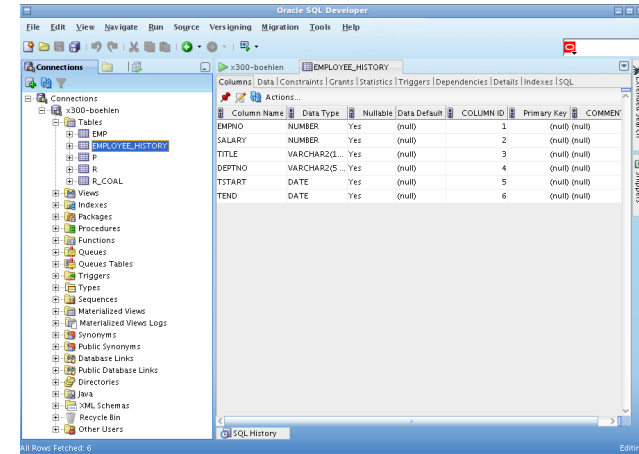 Oracle SQL Developer
File Edit View Navigate Run Source Versioning Migration Tools Help
Connections
x300-boehlen EMPLOYEE_HISTORY
Columns Data Constraints Grants Statistics Triggers Dependencies Details Indexes SQL
Actions...
Column Name Data Type Nullable Data Default COLUMN ID Primary Key COMMEN
EMPNO NUMBER Yes (null) 1 (null) (null)
SALARY NUMBER Yes (null) 2 (null) (null)
TITLE VARCHAR2(1... Yes (null) 3 (null) (null)
DEPTNO VARCHAR2(5 ... Yes (null) 4 (null) (null)
TSTART DATE Yes (null) 5 (null) (null)
TEND DATE Yes (null) 6 (null) (null)
Connections
x300-boehlen
Tables
EMP
EMPLOYEE_HISTORY
P
R
R_COAL
Views
Indexes
Packages
Procedures
Functions
Queues
Queues Tables
Triggers
Types
Sequences
Materialized Views
Materialized Views Logs
Synonyms
Public Synonyms
Database Links
Public Database Links
Directories
Java
XML Schemas
Recycle Bin
Other Users
SQL History
Snippets
All Rows Fetched: 6
Editin